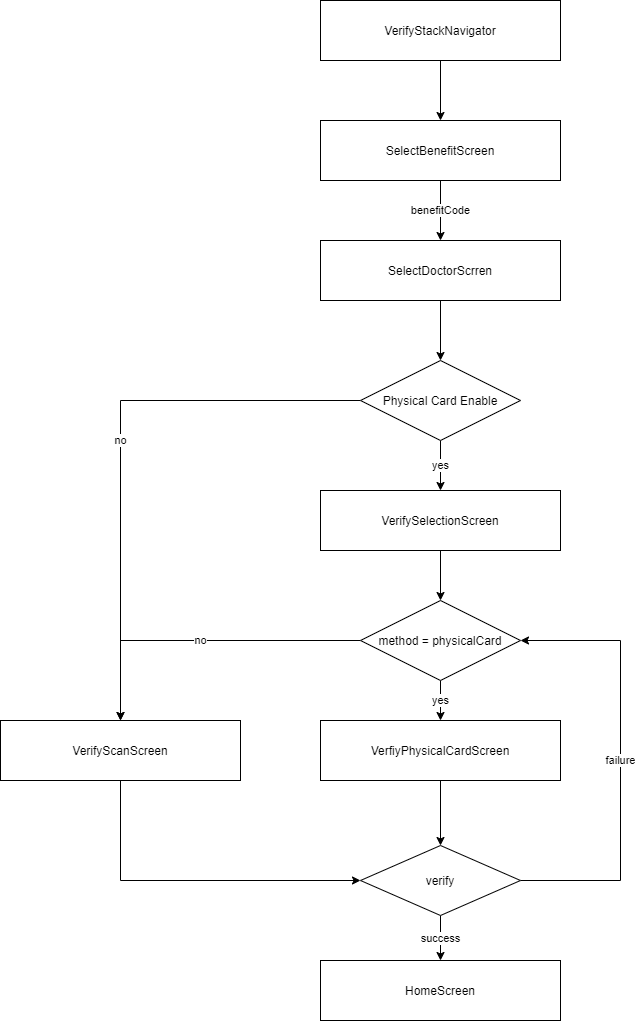 VerifyStackNavigator
SelectBenefitScreen
benefitCode
SelectDoctorScrren
Physical Card Enable
no
yes
VerifySelectionScreen
no
method = physicalCard
yes
VerifyScanScreen
VerfiyPhysicalCardScreen
failure
verify
success
HomeScreen